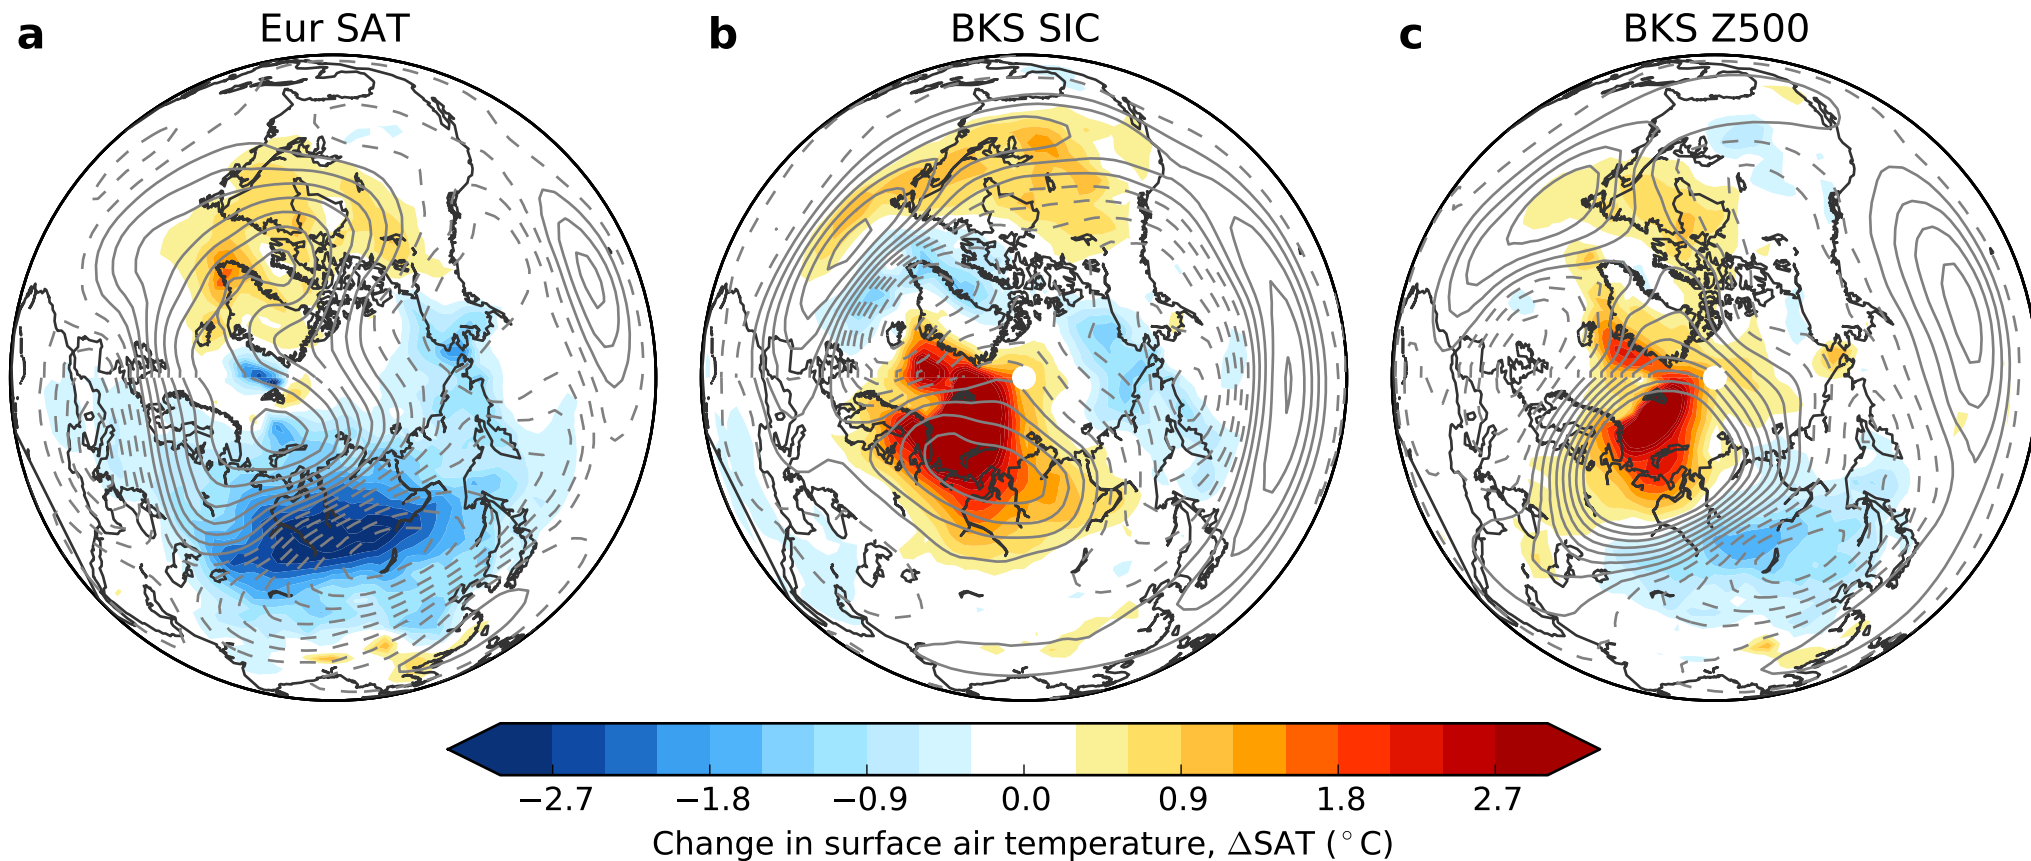 a Eur SAT
b BKS SIC
c BKS Z500
−2.7 −1.8 −0.9 0.0 0.9 1.8 2.7
Change in surface air temperature, ΔSAT (°C)